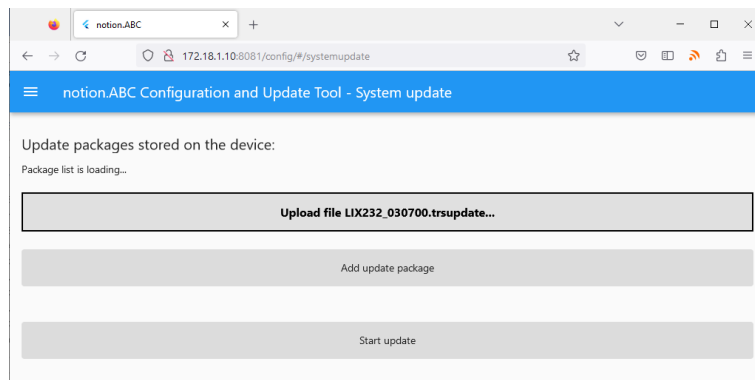 notion.ABC
172.18.1.10:8081/config/#/systemupdate
notion.ABC Configuration and Update Tool - System update
Update packages stored on the device:
Package list is loading...
Upload file LIX232_030700.trsupdate...
Add update package
Start update